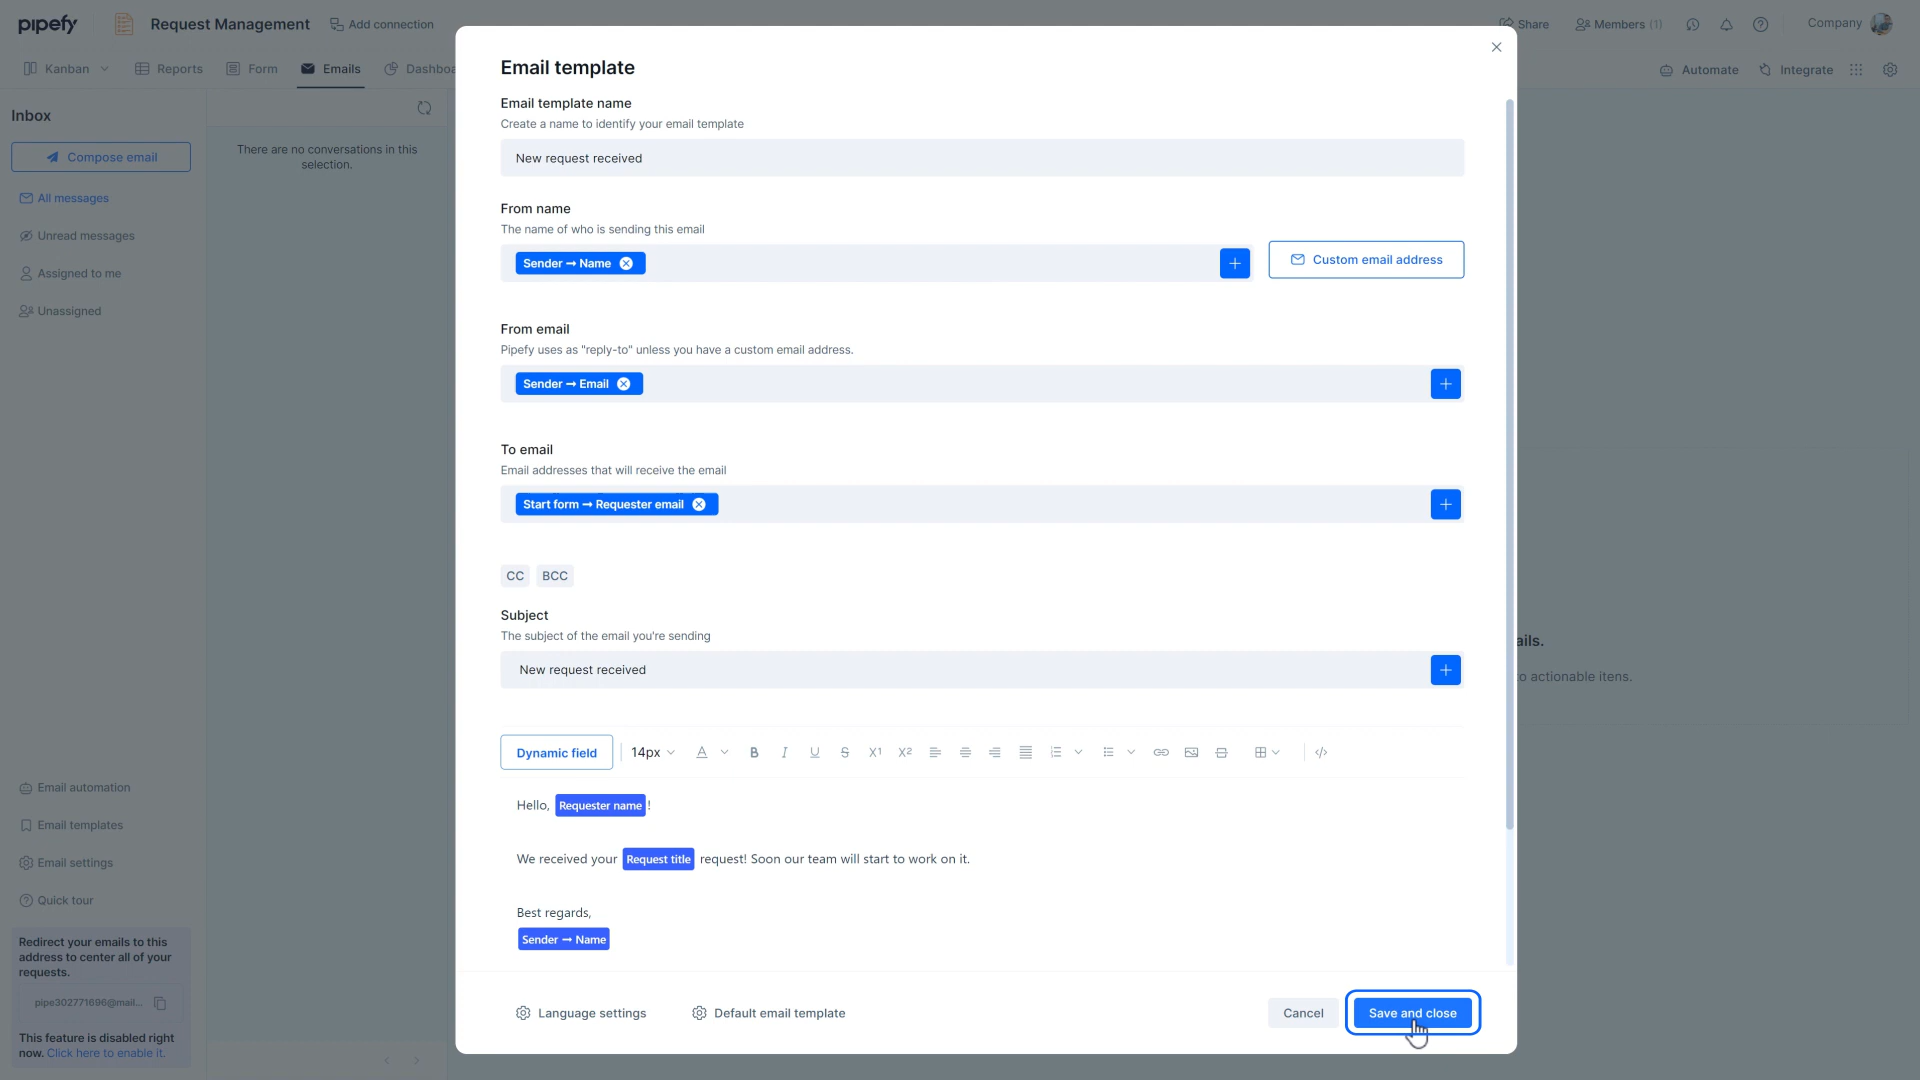 pipefy
Request Management
Add connection
Share
Members (1)
Company
Kanban
Reports
Form
Emails
Dashboa
Automate
Integrate
Inbox
Compose email
All messages
Unread messages
Assigned to me
Unassigned
There are no conversations in this
selection.
Email automation
Email templates
Email settings
Quick tour
Redirect your emails to this
address to center all of your
requests.
pipe302771696@mail...
This feature is disabled right
now. Click here to enable it.
Email template
Email template name
Create a name to identify your email template
New request received
From name
The name of who is sending this email
Sender → Name
Custom email address
From email
Pipefy uses as "reply-to" unless you have a custom email address.
Sender → Email
To email
Email addresses that will receive the email
Start form → Requester email
CC BCC
Subject
The subject of the email you're sending
New request received
Dynamic field 14px A B I U S X¹ X²
Hello, Requester name !
We received your Request title request! Soon our team will start to work on it.
Best regards,
Sender → Name
Language settings
Default email template
Cancel
Save and close
ails.
o actionable itens.